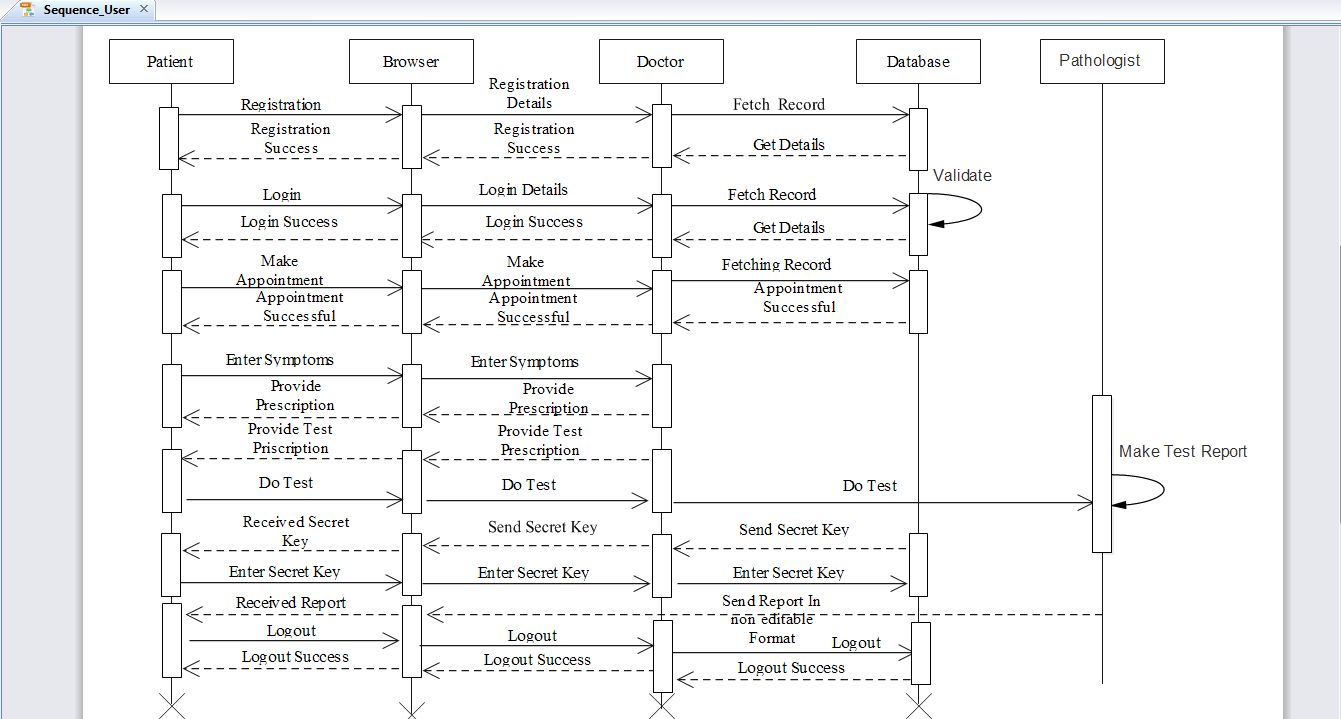 Sequence_User
Patient
Browser
Doctor
Database
Pathologist
Registration
Registration
Details
Fetch Record
Registration
Success
Registration
Success
Get Details
Validate
Login
Login Details
Fetch Record
Login Success
Login Success
Get Details
Make
Appointment
Make
Appointment
Fetching Record
Appointment
Successful
Appointment
Successful
Appointment
Successful
Enter Symptoms
Enter Symptoms
Provide
Prescription
Provide
Prescription
Provide Test
Priscription
Provide Test
Prescription
Make Test Report
Do Test
Do Test
Do Test
Received Secret
Key
Send Secret Key
Send Secret Key
Enter Secret Key
Enter Secret Key
Enter Secret Key
Received Report
Send Report In
non editable
Format
Logout
Logout
Logout
Logout Success
Logout Success
Logout Success